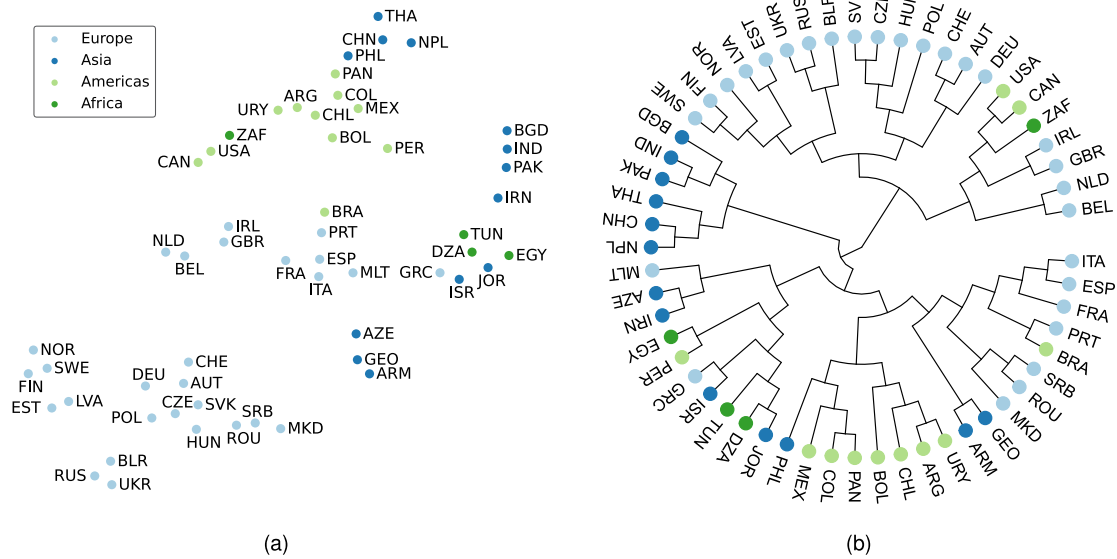 Europe
Asia
Americas
Africa
THA
CHN
NPL
PHL
PAN
COL
MEX
URY
ARG
CHL
BOL
PER
ZAF
USA
CAN
BGD
IND
PAK
IRN
BRA
PRT
IRL
GBR
NLD
BEL
TUN
DZA
EGY
FRA
ESP
ITA
MLT
GRC
ISR
JOR
AZE
GEO
ARM
NOR
SWE
FIN
EST
LVA
DEU
CHE
AUT
CZE
SVK
POL
HUN
ROU
SRB
MKD
RUS
BLR
UKR
(a)
BGD
SWE
FIN
NOR
LVA
EST
UKR
RUS
BLR
SV
CZE
HUN
POL
CHE
AUT
DEU
USA
CAN
ZAF
IRL
GBR
NLD
BEL
ITA
ESP
FRA
PRT
BRA
SRB
ROU
MKD
GEO
ARM
URY
ARG
CHL
BOL
PAN
COL
MEX
PHL
JOR
DZA
TUN
ISR
GRC
PER
EGY
IRN
AZE
MLT
NPL
CHN
THA
PAK
IND
(b)